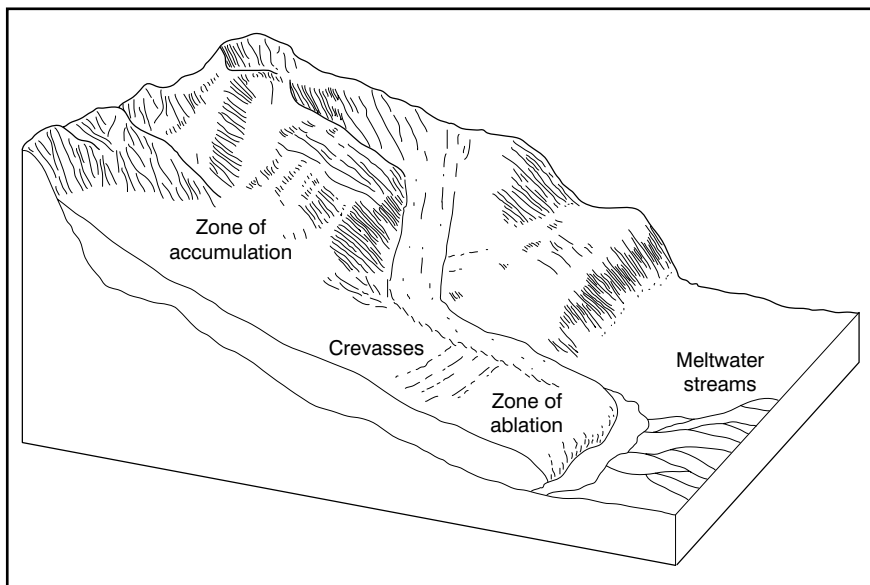 Zone of
accumulation
Crevasses
Meltwater
streams
Zone of
ablation